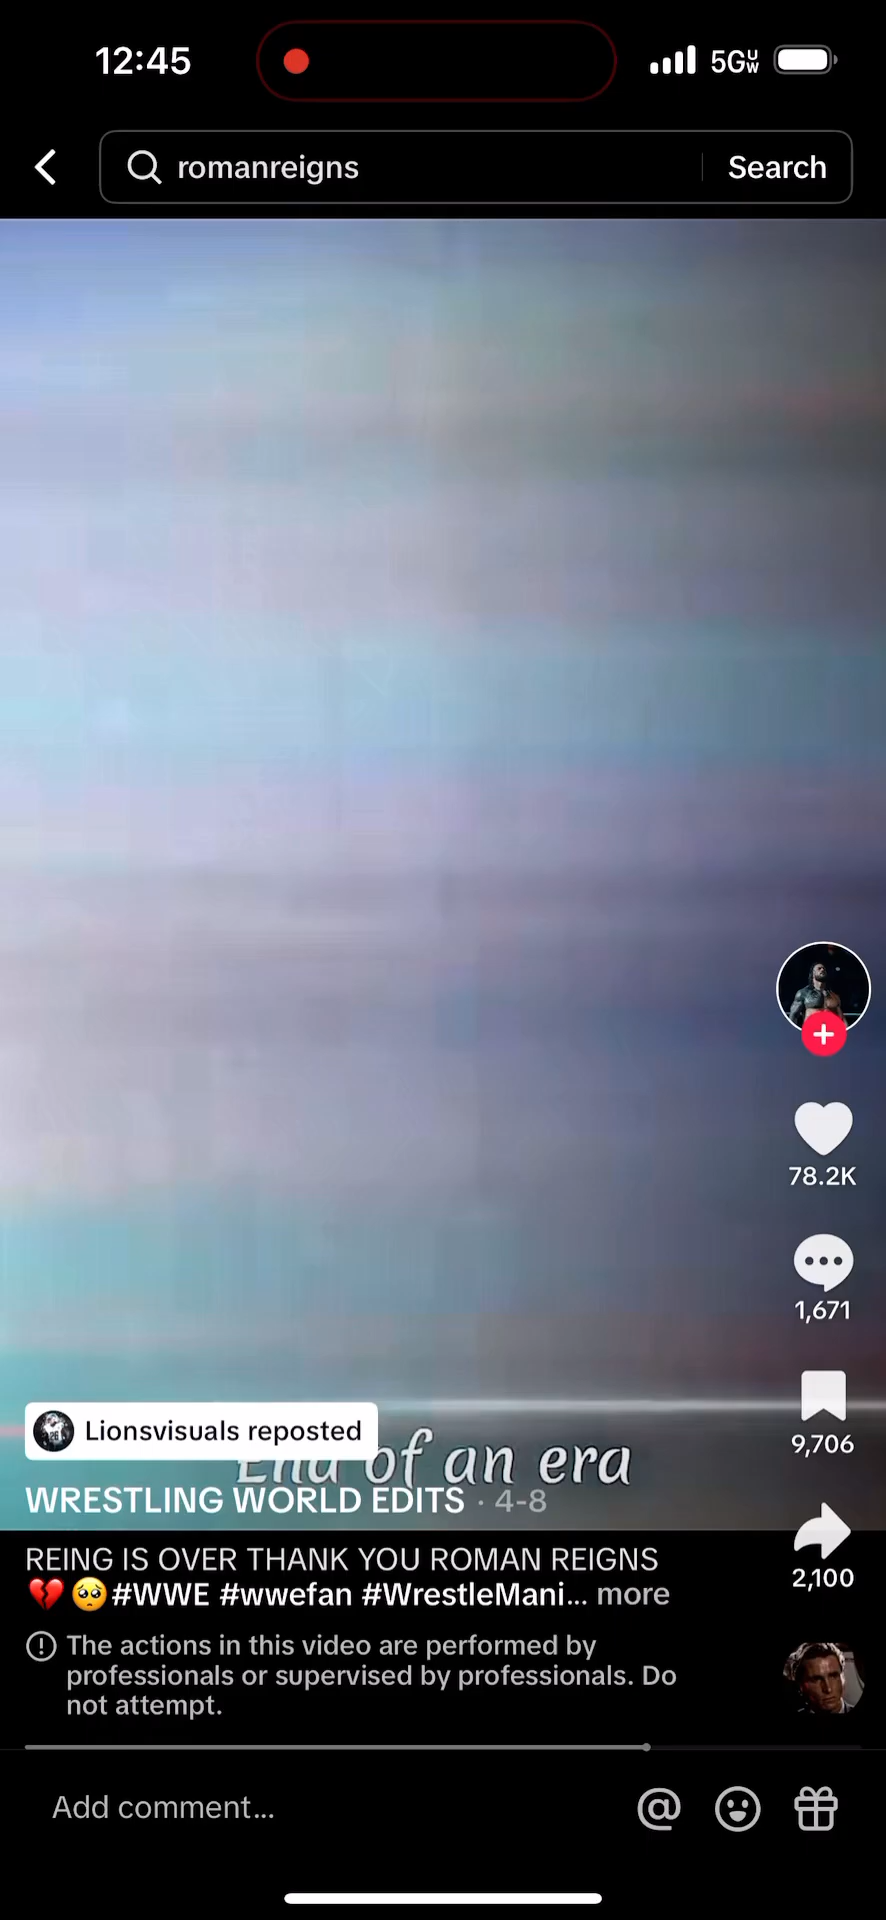 12:45
5GUW
romanreigns
Search
78.2K
1,671
9,706
2,100
Lionsvisuals reposted
End of an era
WRESTLING WORLD EDITS · 4-8
REING IS OVER THANK YOU ROMAN REIGNS
💔🥺#WWE #wwefan #WrestleMani... more
The actions in this video are performed by
professionals or supervised by professionals. Do
not attempt.
Add comment...